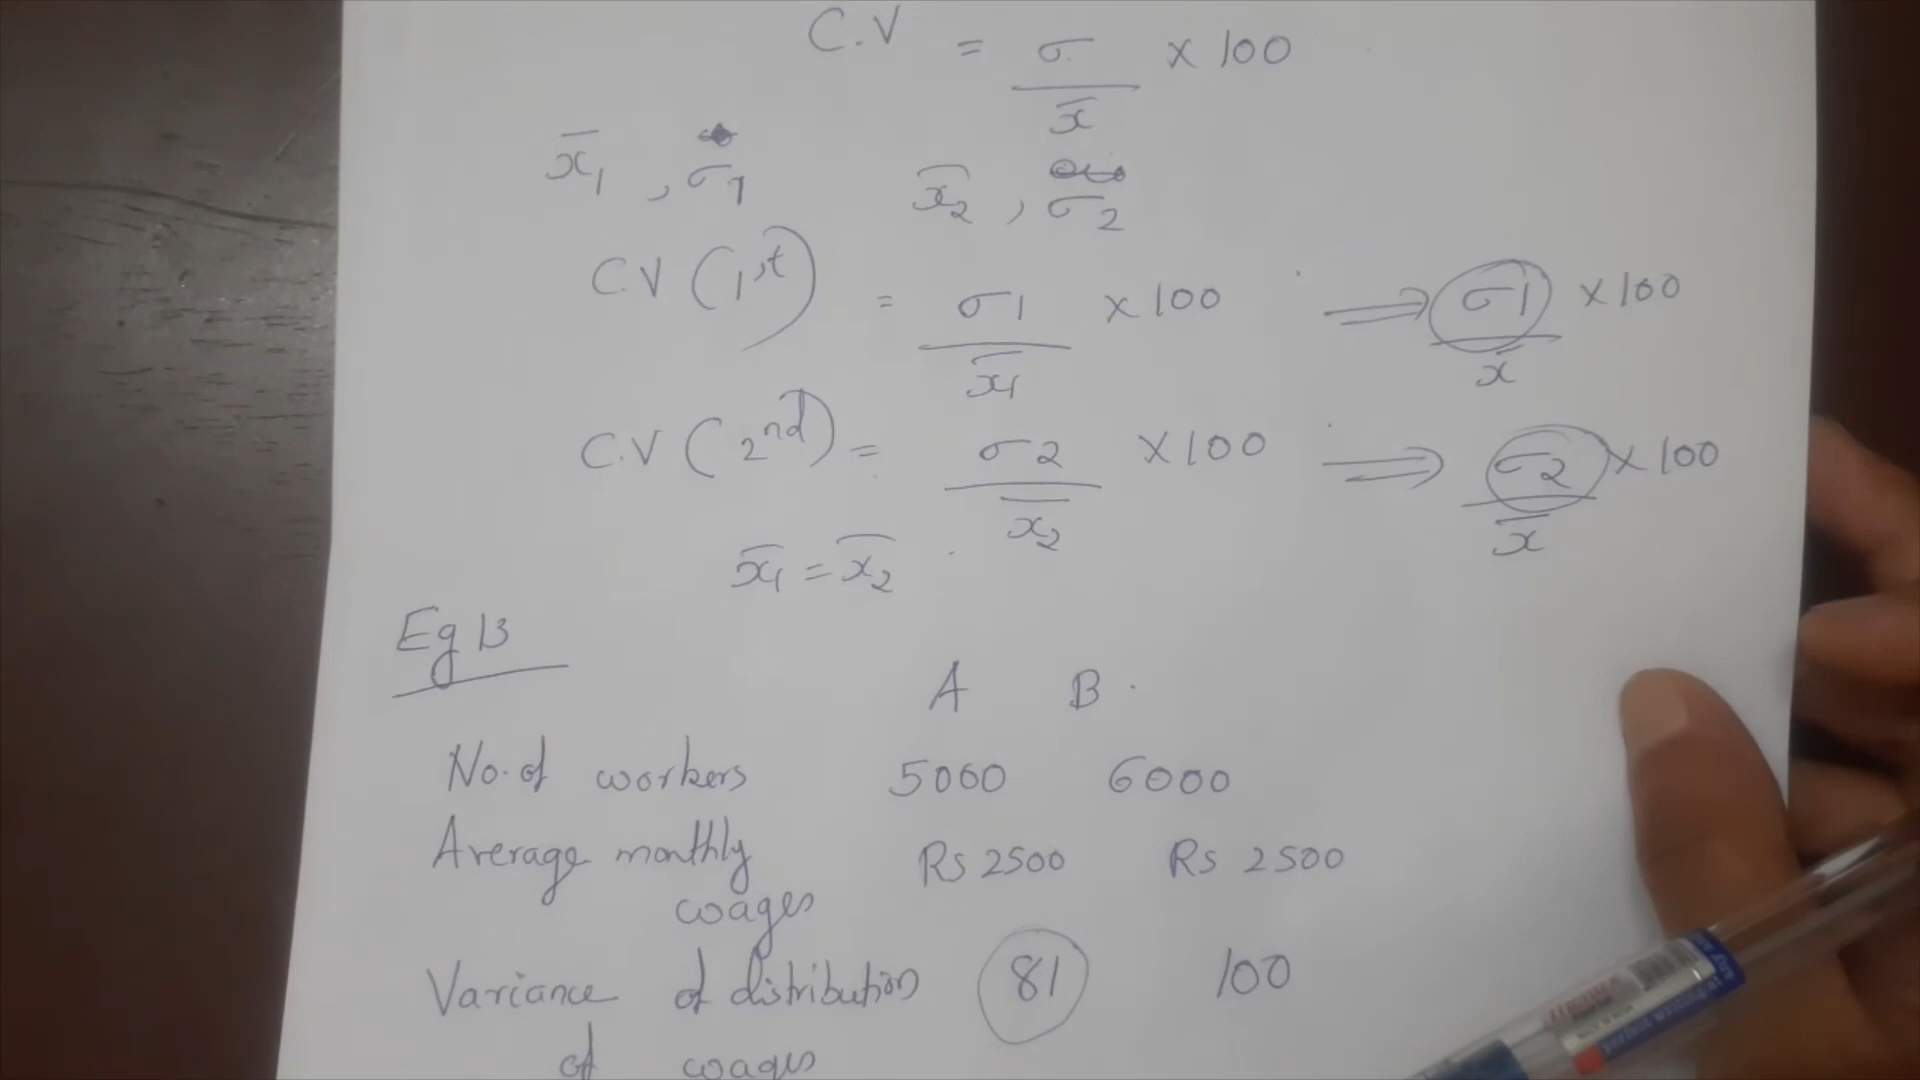 C.V = σ/x̄ × 100
x̄1 , σ1    x̄2 , σ2
C.V (1st) = σ1/x̄1 × 100 ⟹ σ1/x̄ × 100
C.V (2nd) = σ2/x̄2 × 100 ⟹ σ2/x̄ × 100
x̄1 = x̄2
Eg 13
A B
No. of workers 5000 6000
Average monthly Rs 2500 Rs 2500
wages
Variance of distribution 81 100
of wages